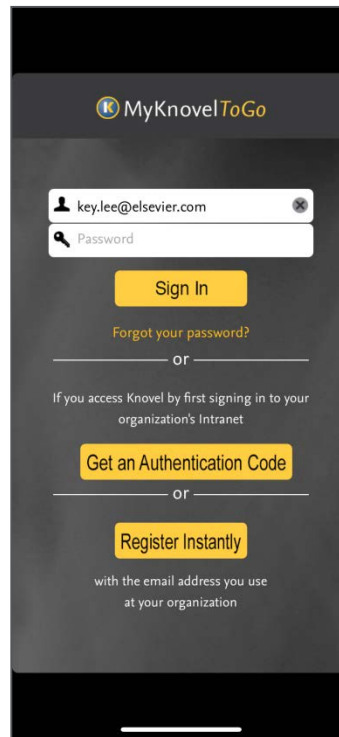 K MyKnovelToGo
key.lee@elsevier.com
Password
Sign In
Forgot your password?
or
If you access Knovel by first signing in to your
organization's Intranet
Get an Authentication Code
or
Register Instantly
with the email address you use
at your organization